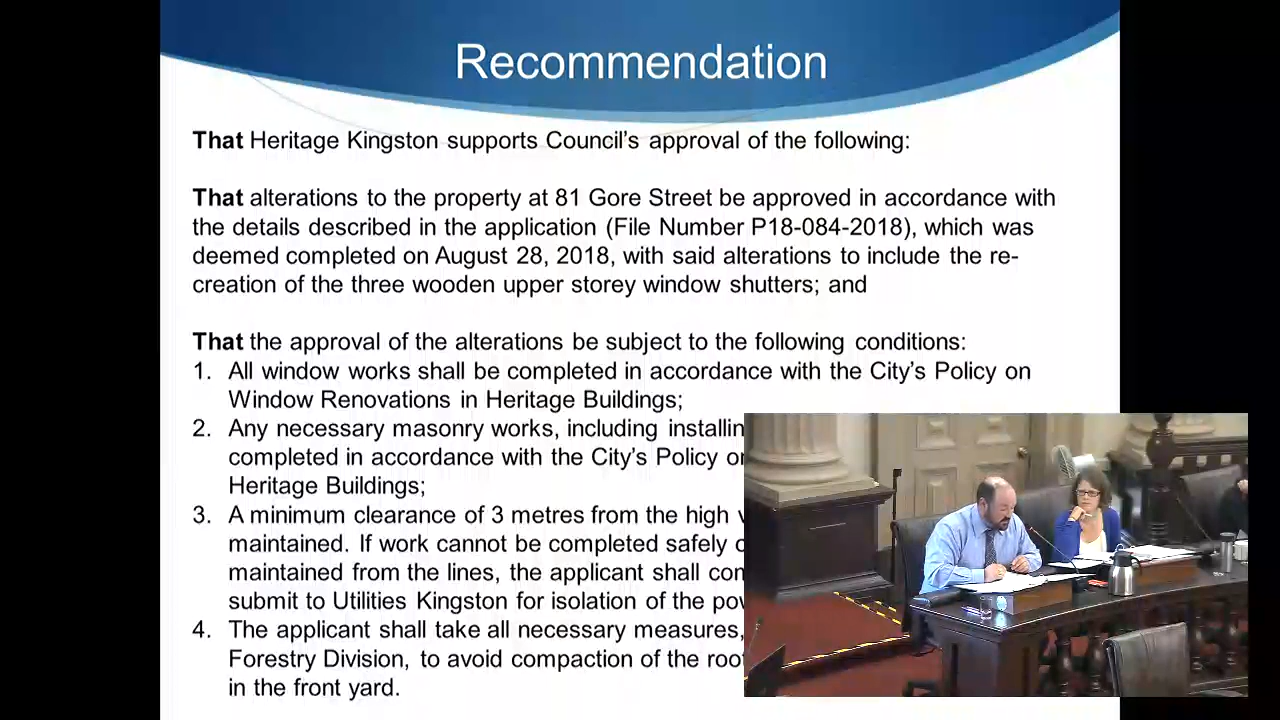 Recommendation
That Heritage Kingston supports Council's approval of the following:
That alterations to the property at 81 Gore Street be approved in accordance with
the details described in the application (File Number P18-084-2018), which was
deemed completed on August 28, 2018, with said alterations to include the re-
creation of the three wooden upper storey window shutters; and
That the approval of the alterations be subject to the following conditions:
1. All window works shall be completed in accordance with the City's Policy on
Window Renovations in Heritage Buildings;
2. Any necessary masonry works, including
completed in accordance with the City's Policy
Heritage Buildings;
3. A minimum clearance of 3 metres from the high
maintained. If work cannot be completed safely
maintained from the lines, the applicant shall
submit to Utilities Kingston for isolation of the
4. The applicant shall take all necessary measures,
Forestry Division, to avoid compaction of the
in the front yard.